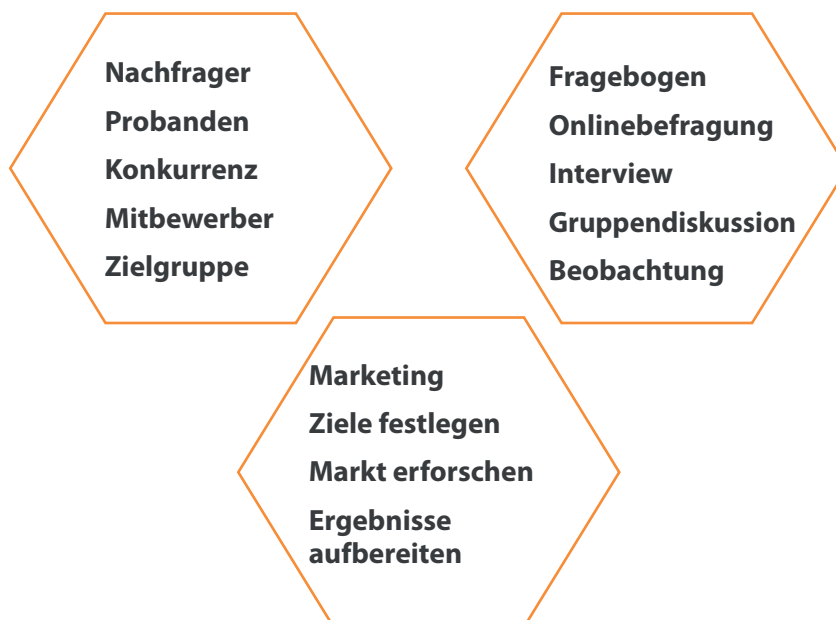 Nachfrager
Probanden
Konkurrenz
Mitbewerber
Zielgruppe
Fragebogen
Onlinebefragung
Interview
Gruppendiskussion
Beobachtung
Marketing
Ziele festlegen
Markt erforschen
Ergebnisse
aufbereiten